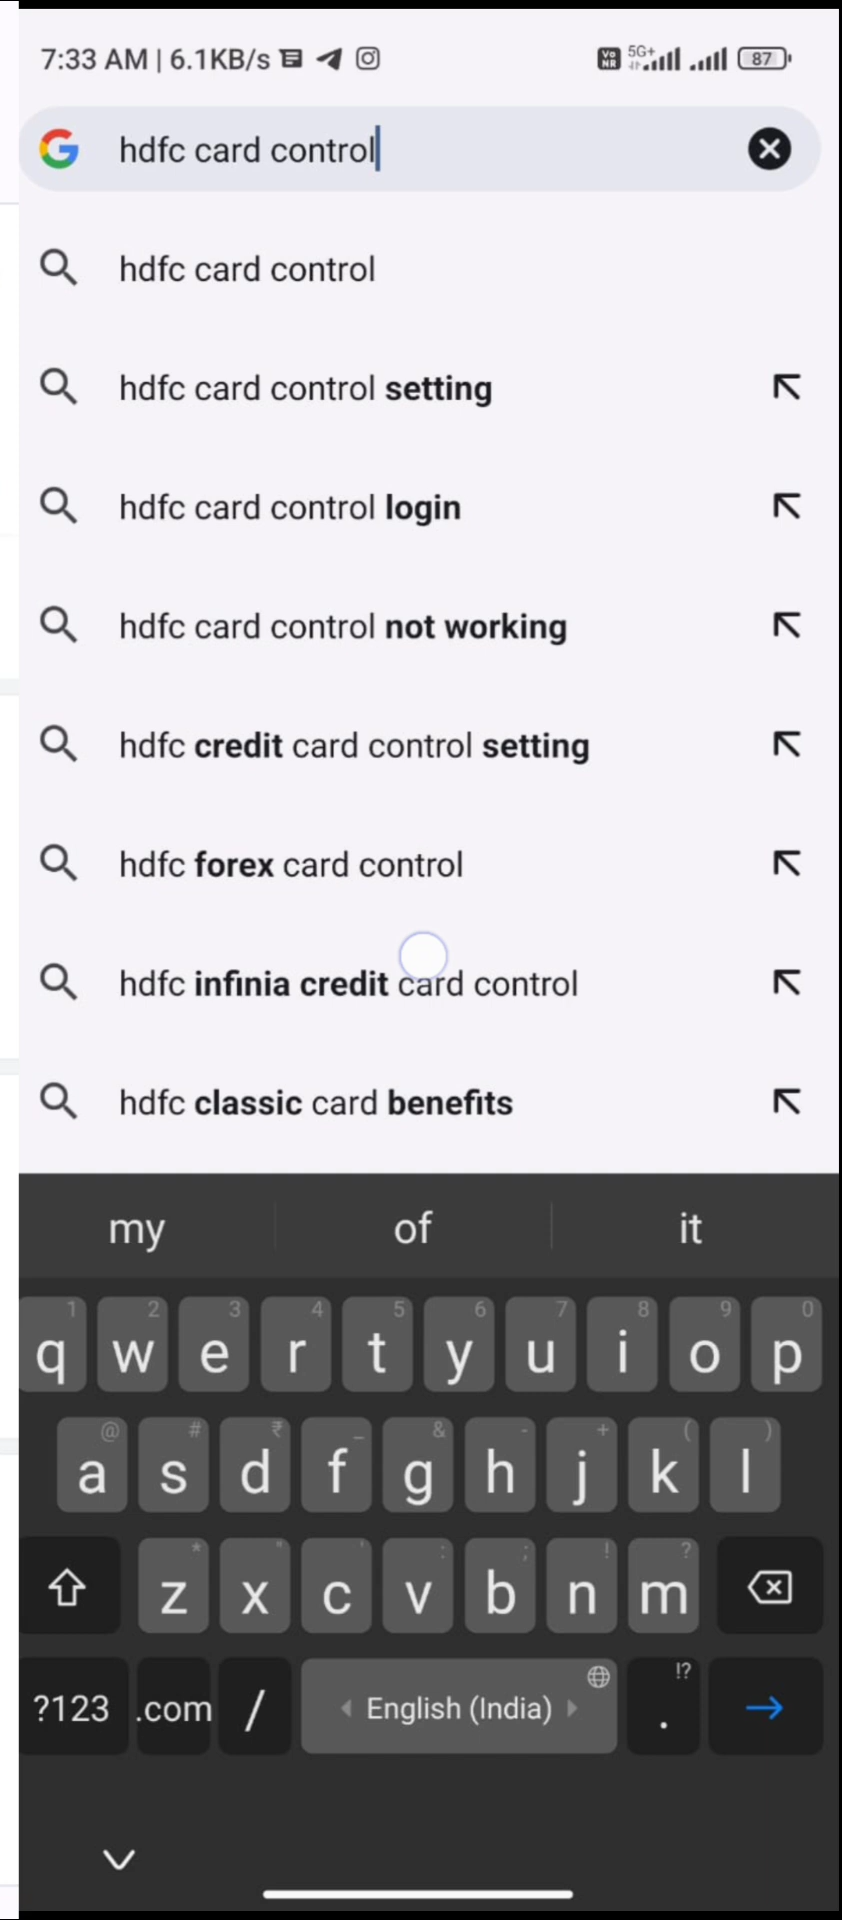 7:33 AM | 6.1KB/s Vo NR 5G+ 87
hdfc card control
hdfc card control
hdfc card control setting
hdfc card control login
hdfc card control not working
hdfc credit card control setting
hdfc forex card control
hdfc infinia credit card control
hdfc classic card benefits
my of it
1 2 3 4 5 6 7 8 9 0
q w e r t y u i o p
@ # ₹ _ & - + ( )
a s d f g h j k l
* " ' : ; ! ?
z x c v b n m
!?
?123 .com / English (India) .